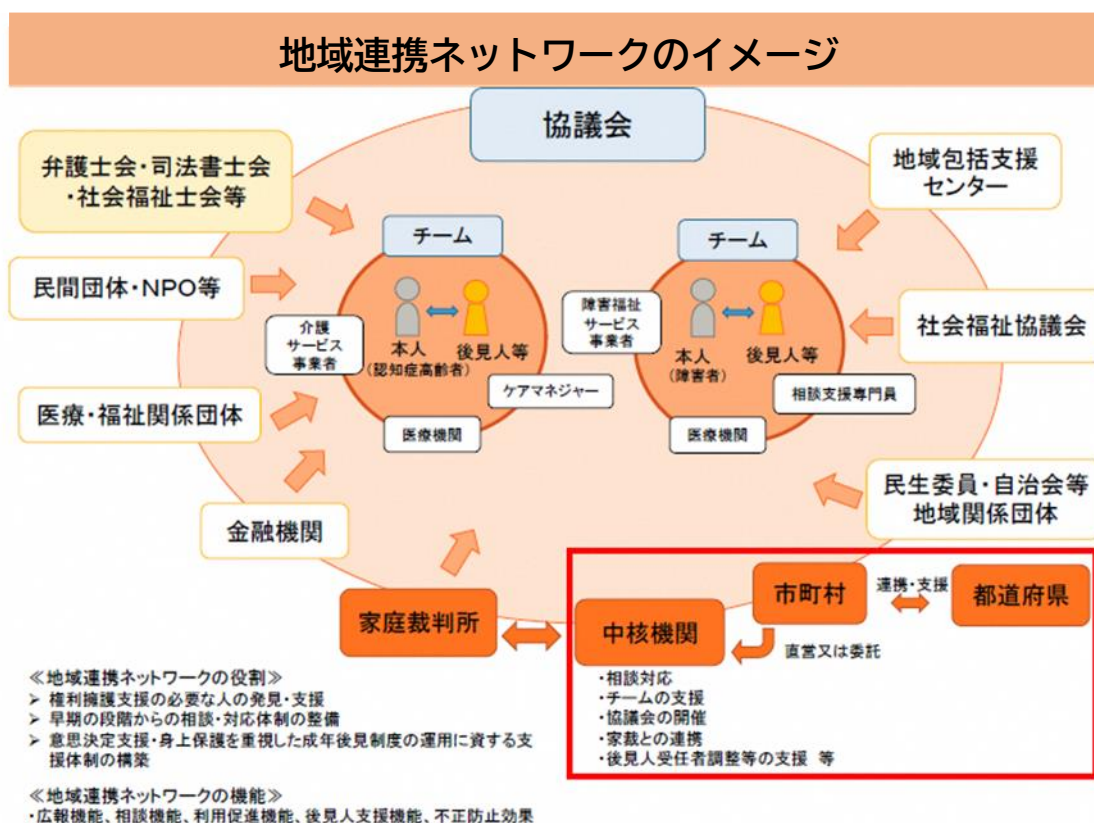 地域連携ネットワークのイメージ
協議会
弁護士会・司法書士会
・社会福祉士会等
地域包括支援
センター
チーム
チーム
民間団体・NPO等
社会福祉協議会
介護
サービス
事業者
本人
(認知症高齢者)
後見人等
障害福祉
サービス
事業者
本人
(障害者)
後見人等
ケアマネジャー
相談支援専門員
医療・福祉関係団体
医療機関
医療機関
民生委員・自治会等
地域関係団体
金融機関
家庭裁判所
中核機関
市町村
連携・支援
都道府県
直営又は委託
・相談対応
・チームの支援
・協議会の開催
・家裁との連携
・後見人受任者調整等の支援 等
≪地域連携ネットワークの役割≫
➢ 権利擁護支援の必要な人の発見・支援
➢ 早期の段階からの相談・対応体制の整備
➢ 意思決定支援・身上保護を重視した成年後見制度の運用に資する支
援体制の構築
≪地域連携ネットワークの機能≫
・広報機能、相談機能、利用促進機能、後見人支援機能、不正防止効果